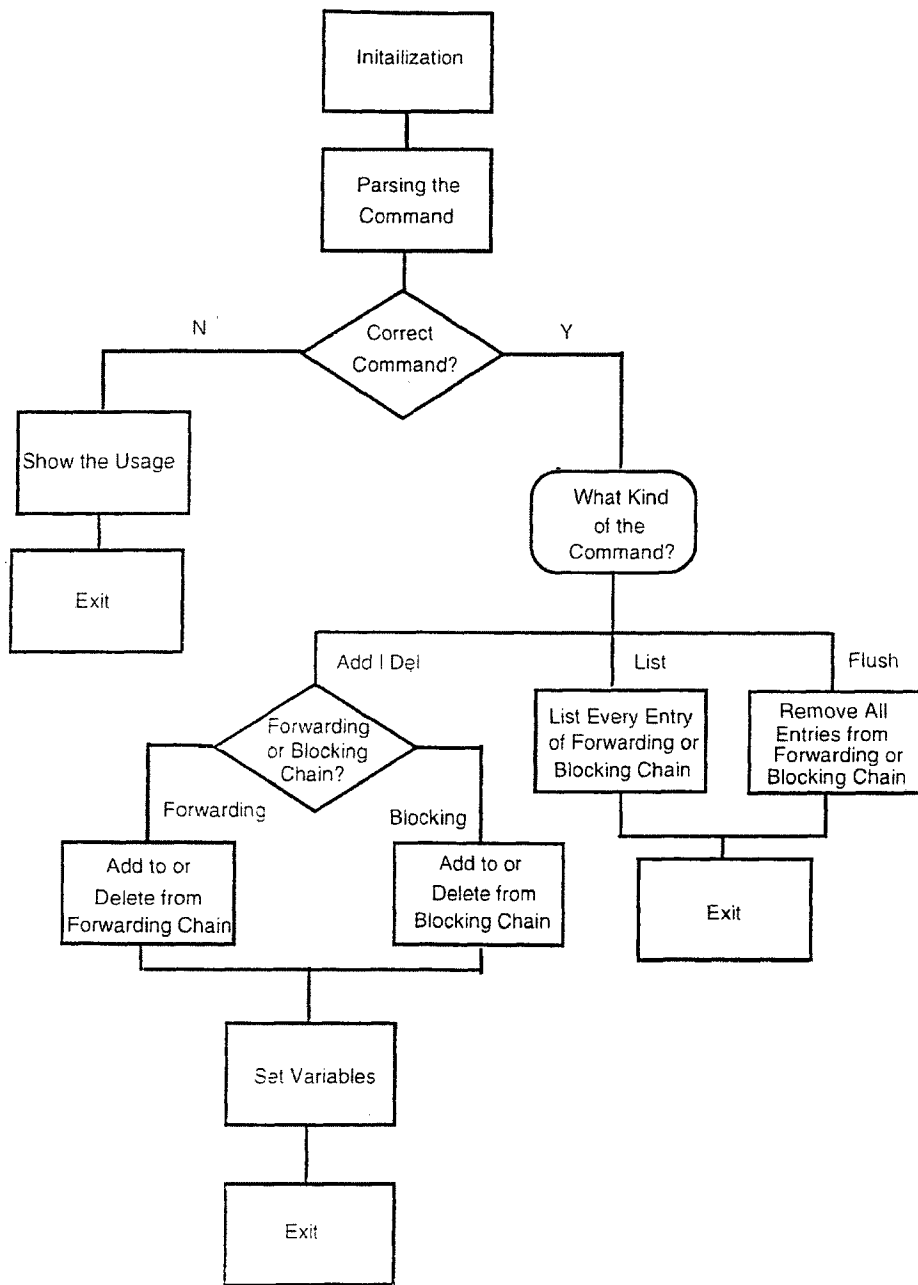 Initailization
Parsing the
Command
Correct
Command?
N
Y
Show the Usage
Exit
What Kind
of the
Command?
Add | Del
List
Flush
Forwarding
or Blocking
Chain?
List Every Entry
of Forwarding or
Blocking Chain
Remove All
Entries from
Forwarding or
Blocking Chain
Forwarding
Blocking
Add to or
Delete from
Forwarding Chain
Add to or
Delete from
Blocking Chain
Exit
Set Variables
Exit